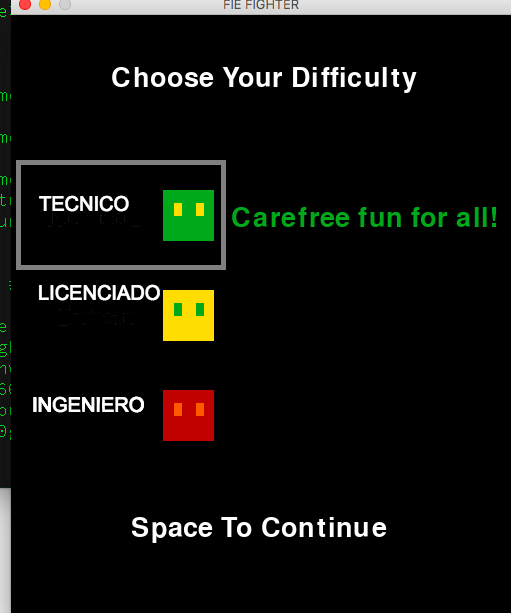 FIE FIGHTER
Choose Your Difficulty
TECNICO
Carefree fun for all!
LICENCIADO
INGENIERO
Space To Continue